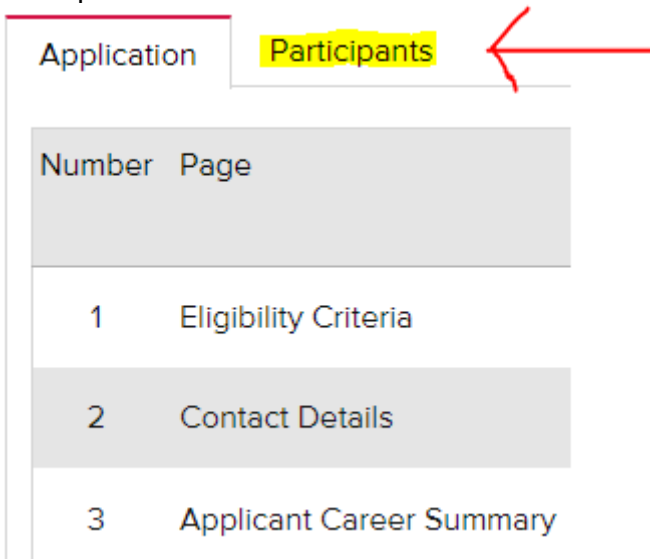 Application Participants
Number Page
1 Eligibility Criteria
2 Contact Details
3 Applicant Career Summary